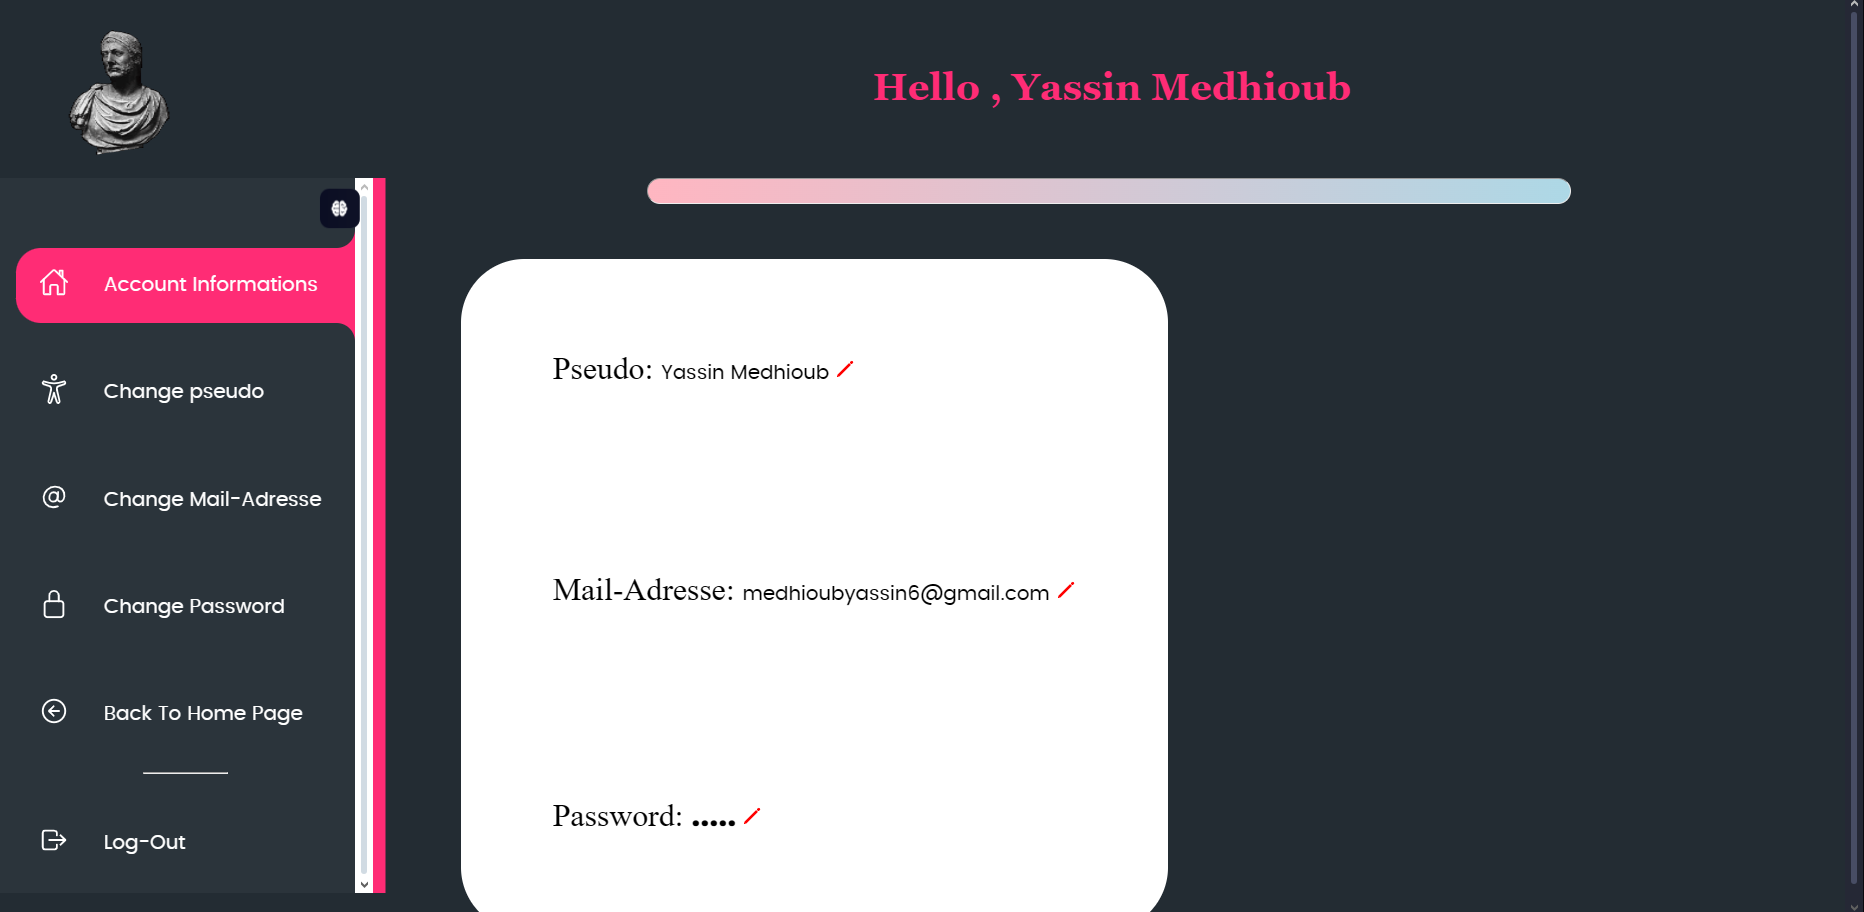 Hello , Yassin Medhioub
Account Informations
Change pseudo
Change Mail-Adresse
Change Password
Back To Home Page
Log-Out
Pseudo: Yassin Medhioub
Mail-Adresse: medhioubyassin6@gmail.com
Password: .....